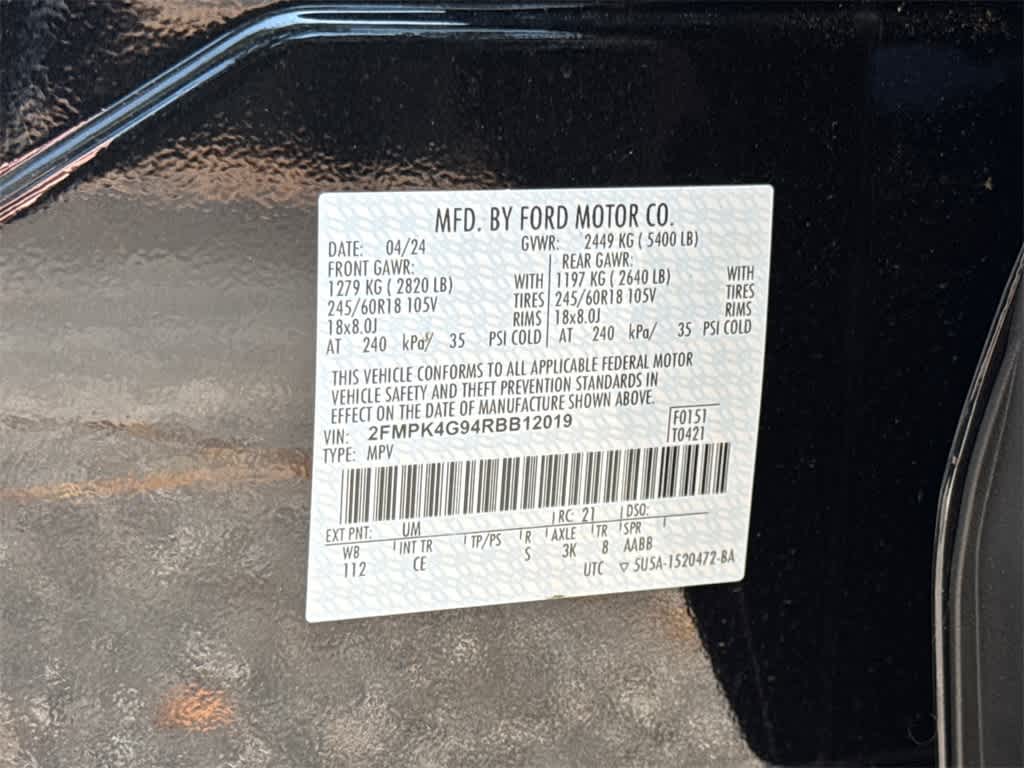 MFD. BY FORD MOTOR CO.
DATE: 04/24 GVWR: 2449 KG ( 5400 LB)
FRONT GAWR: REAR GAWR:
1279 KG ( 2820 LB) WITH 1197 KG ( 2640 LB) WITH
245/60R18 105V TIRES 245/60R18 105V TIRES
18x8.0J RIMS 18x8.0J RIMS
AT 240 kPa/ 35 PSI COLD AT 240 kPa/ 35 PSI COLD
THIS VEHICLE CONFORMS TO ALL APPLICABLE FEDERAL MOTOR
VEHICLE SAFETY AND THEFT PREVENTION STANDARDS IN
EFFECT ON THE DATE OF MANUFACTURE SHOWN ABOVE.
VIN: 2FMPK4G94RBB12019 F0151
TYPE: MPV T0421
EXT PNT: UM RC: 21 DSO:
WB INT TR TP/PS R AXLE TR SPR
112 CE S 3K 8 AABB
UTC ▽ 5U5A-1520472-BA